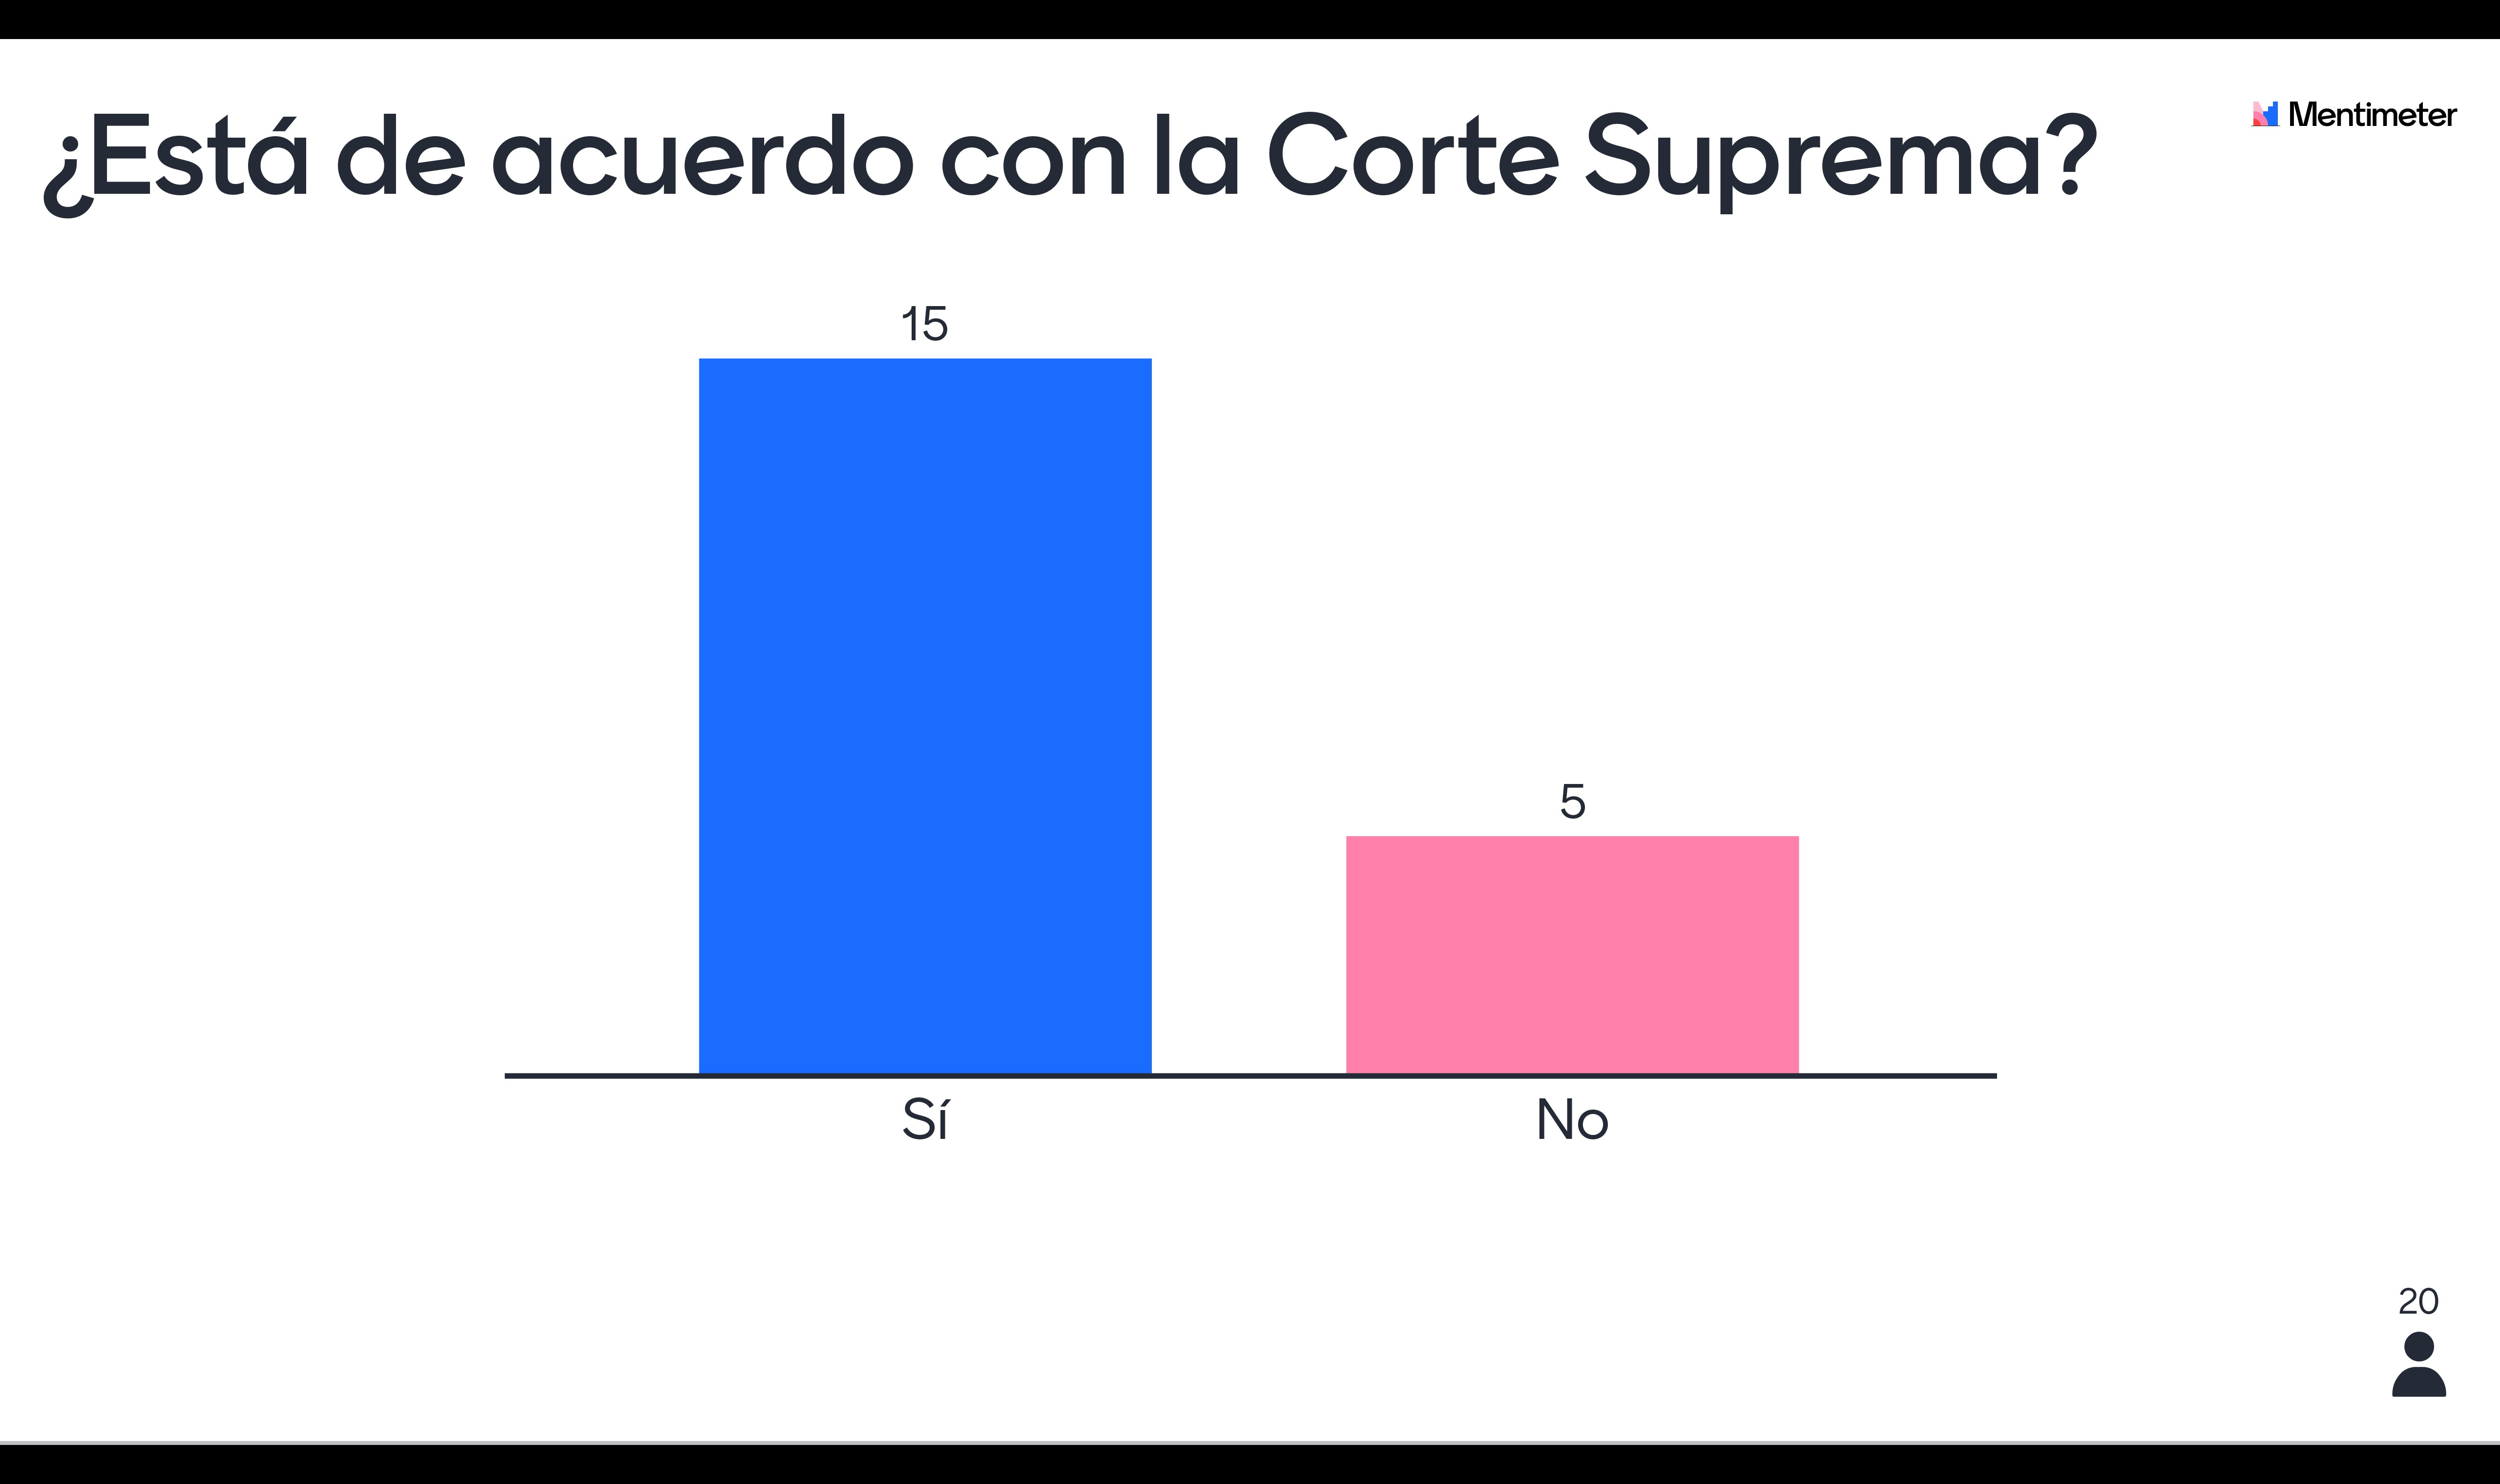 ¿Está de acuerdo con la Corte Suprema?
Mentimeter
15
5
Sí
No
20